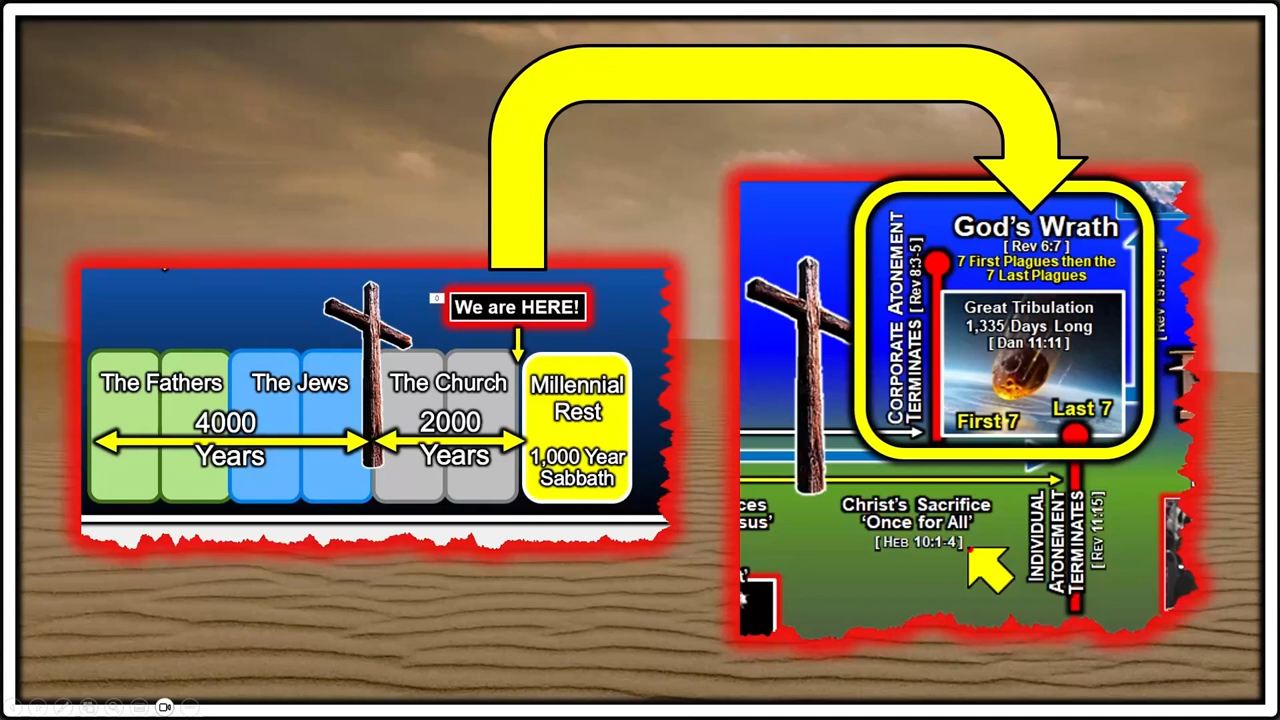 We are HERE!
0
The Fathers
The Jews
The Church
Millennial
Rest
4000
Years
2000
Years
1,000 Year
Sabbath
God's Wrath
[ Rev 6:7 ]
7 First Plagues then the
7 Last Plagues
CORPORATE ATONEMENT
TERMINATES [Rev 8:3-5]
Great Tribulation
1,335 Days Long
[ Dan 11:11 ]
First 7
Last 7
ces
sus'
Christ's Sacrifice
'Once for All'
[ HEB 10:1-4 ]
INDIVIDUAL
ATONEMENT
TERMINATES
[ REV 11:15 ]